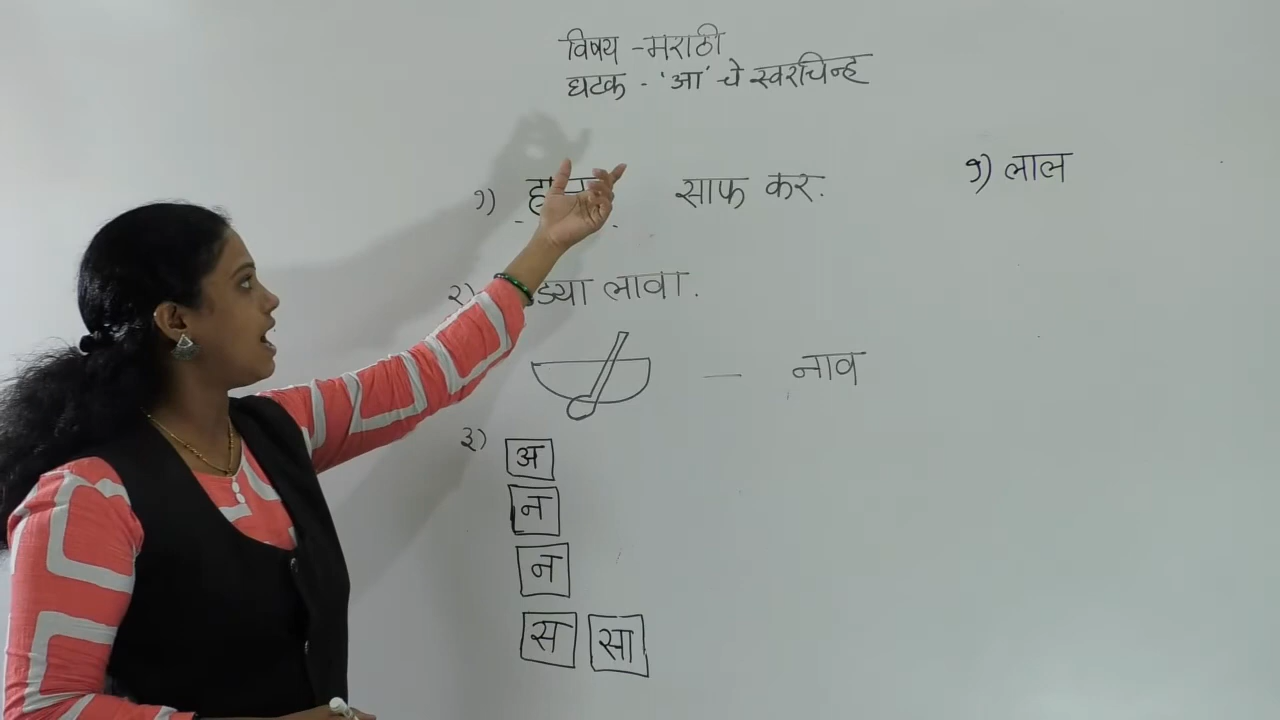 विषय - मराठी
घटक - 'आ' चे स्वरचिन्ह
१) साफ कर.
१) लाल
२) लावा.
— नाव
३) अ
न
न
स सा